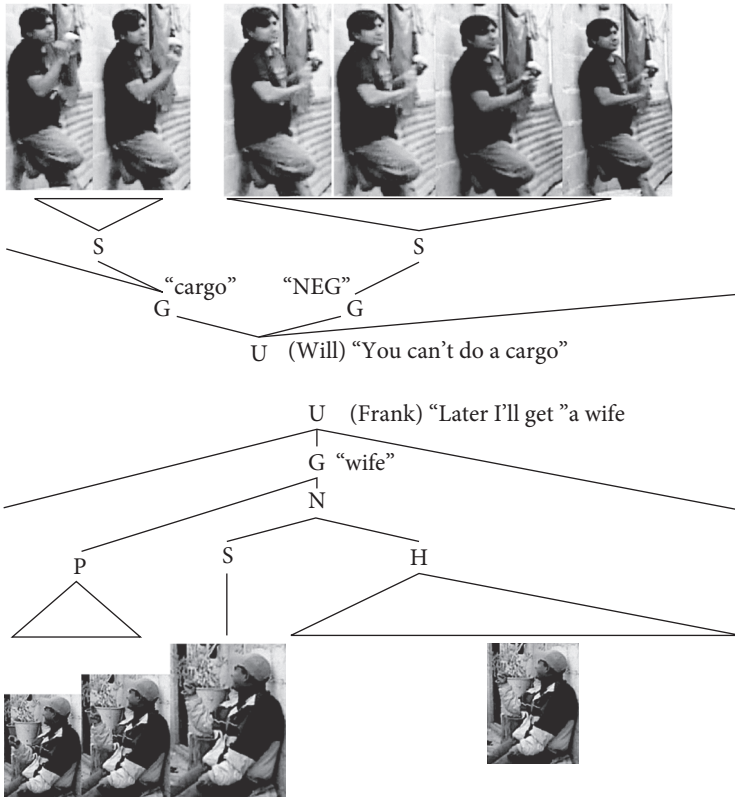 S S
"cargo" "NEG"
G G
U (Will) "You can't do a cargo"
U (Frank) "Later I'll get ”a wife
G "wife"
N
P S H